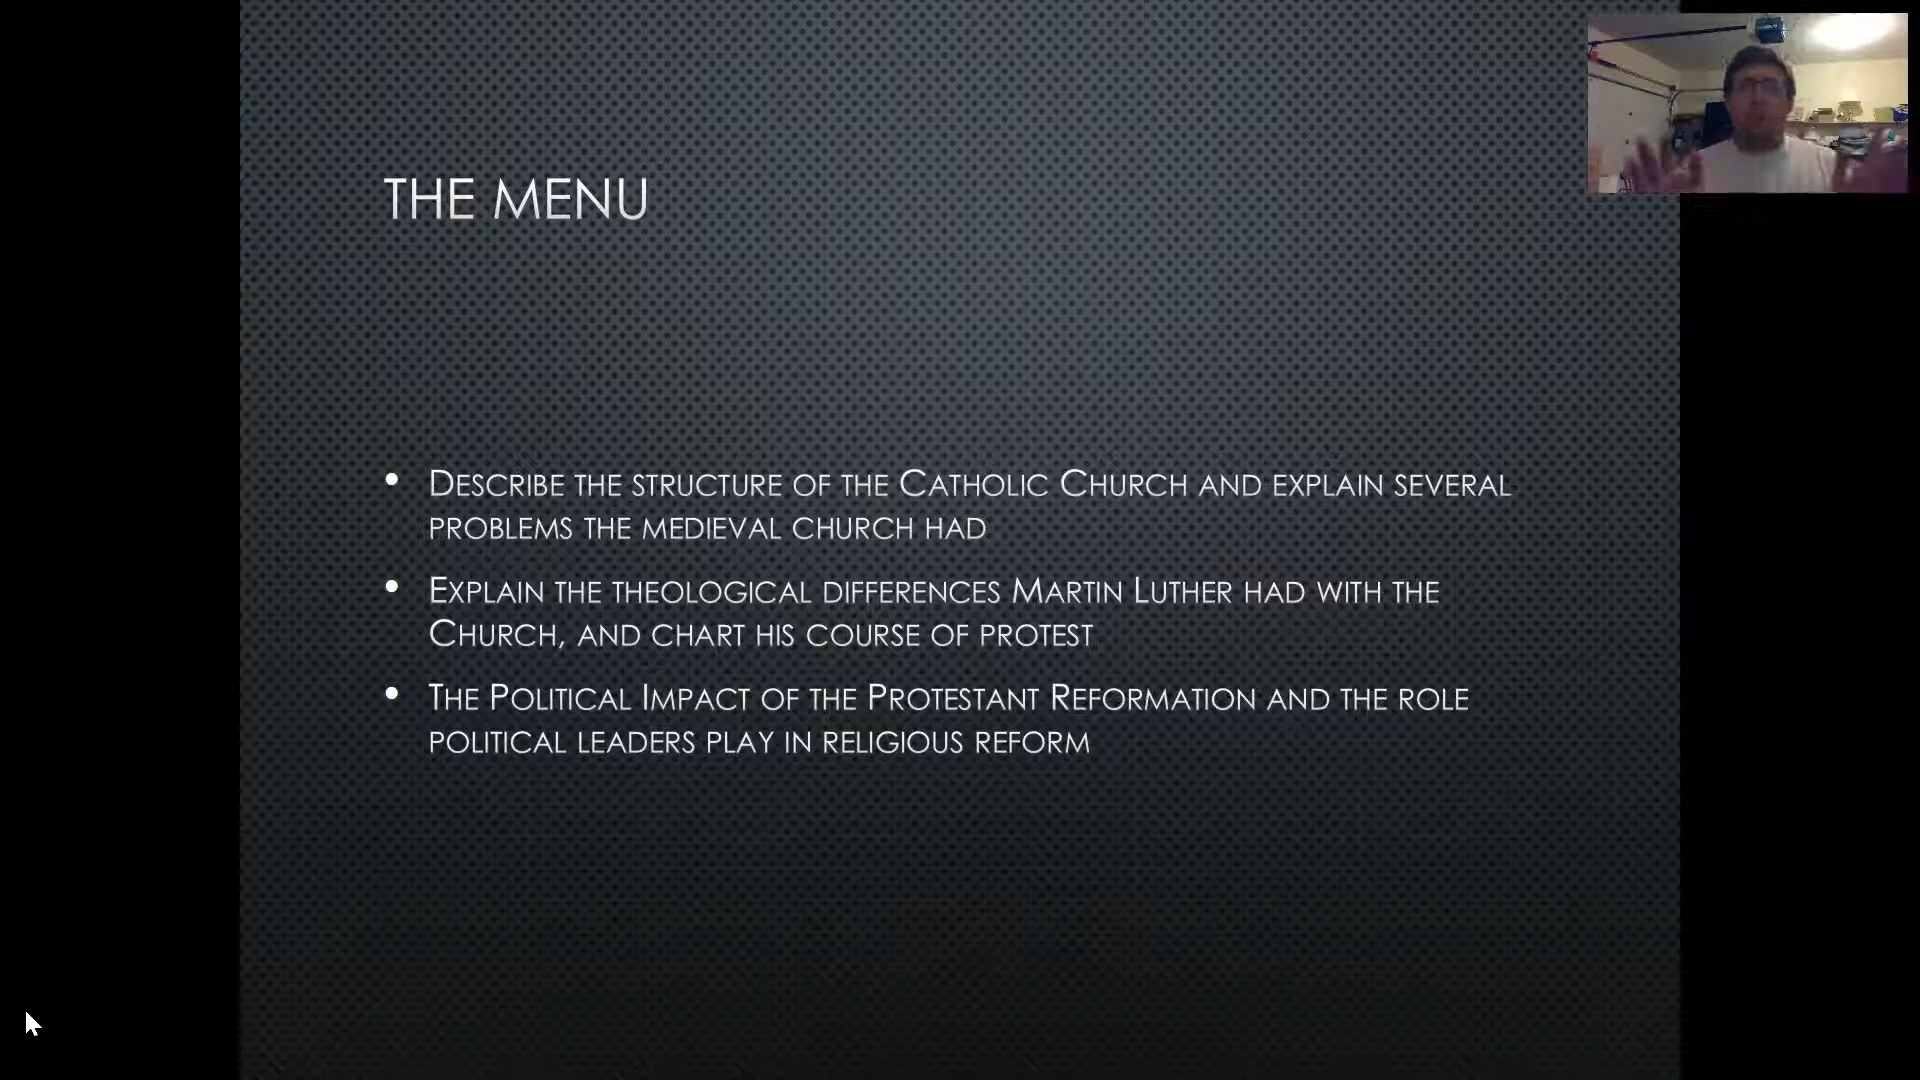 THE MENU
• DESCRIBE THE STRUCTURE OF THE CATHOLIC CHURCH AND EXPLAIN SEVERAL
PROBLEMS THE MEDIEVAL CHURCH HAD
• EXPLAIN THE THEOLOGICAL DIFFERENCES MARTIN LUTHER HAD WITH THE
CHURCH, AND CHART HIS COURSE OF PROTEST
• THE POLITICAL IMPACT OF THE PROTESTANT REFORMATION AND THE ROLE
POLITICAL LEADERS PLAY IN RELIGIOUS REFORM